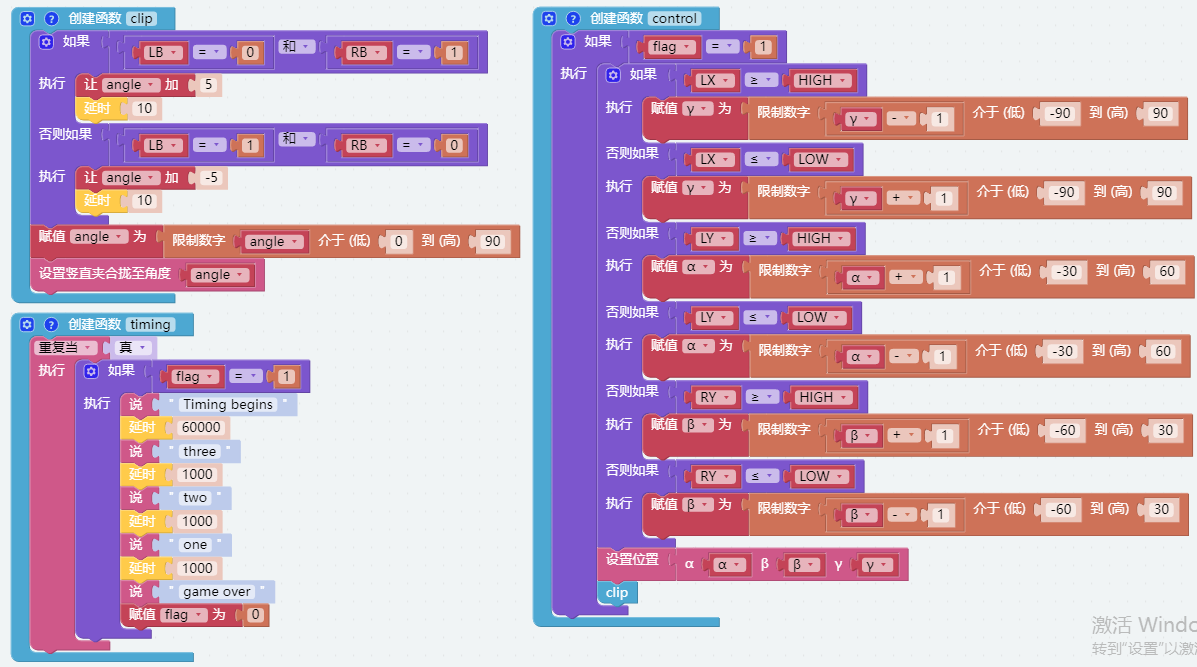 创建函数 clip
如果 LB = 0 和 RB = 1
执行 让 angle 加 5
延时 10
否则如果 LB = 1 和 RB = 0
执行 让 angle 加 -5
延时 10
赋值 angle 为 限制数字 angle 介于 (低) 0 到 (高) 90
设置竖直夹合拢至角度 angle
创建函数 timing
重复当 真
执行 如果 flag = 1
执行 说 “ Timing begins ”
延时 60000
说 “ three ”
延时 1000
说 “ two ”
延时 1000
说 “ one ”
延时 1000
说 “ game over ”
赋值 flag 为 0
创建函数 control
如果 flag = 1
执行 如果 LX ≥ HIGH
执行 赋值 γ 为 限制数字 γ - 1 介于 (低) -90 到 (高) 90
否则如果 LX ≤ LOW
执行 赋值 γ 为 限制数字 γ + 1 介于 (低) -90 到 (高) 90
否则如果 LY ≥ HIGH
执行 赋值 α 为 限制数字 α + 1 介于 (低) -30 到 (高) 60
否则如果 LY ≤ LOW
执行 赋值 α 为 限制数字 α - 1 介于 (低) -30 到 (高) 60
否则如果 RY ≥ HIGH
执行 赋值 β 为 限制数字 β + 1 介于 (低) -60 到 (高) 30
否则如果 RY ≤ LOW
执行 赋值 β 为 限制数字 β - 1 介于 (低) -60 到 (高) 30
设置位置 α α β β γ γ
clip
激活 Windo
转到"设置"以激